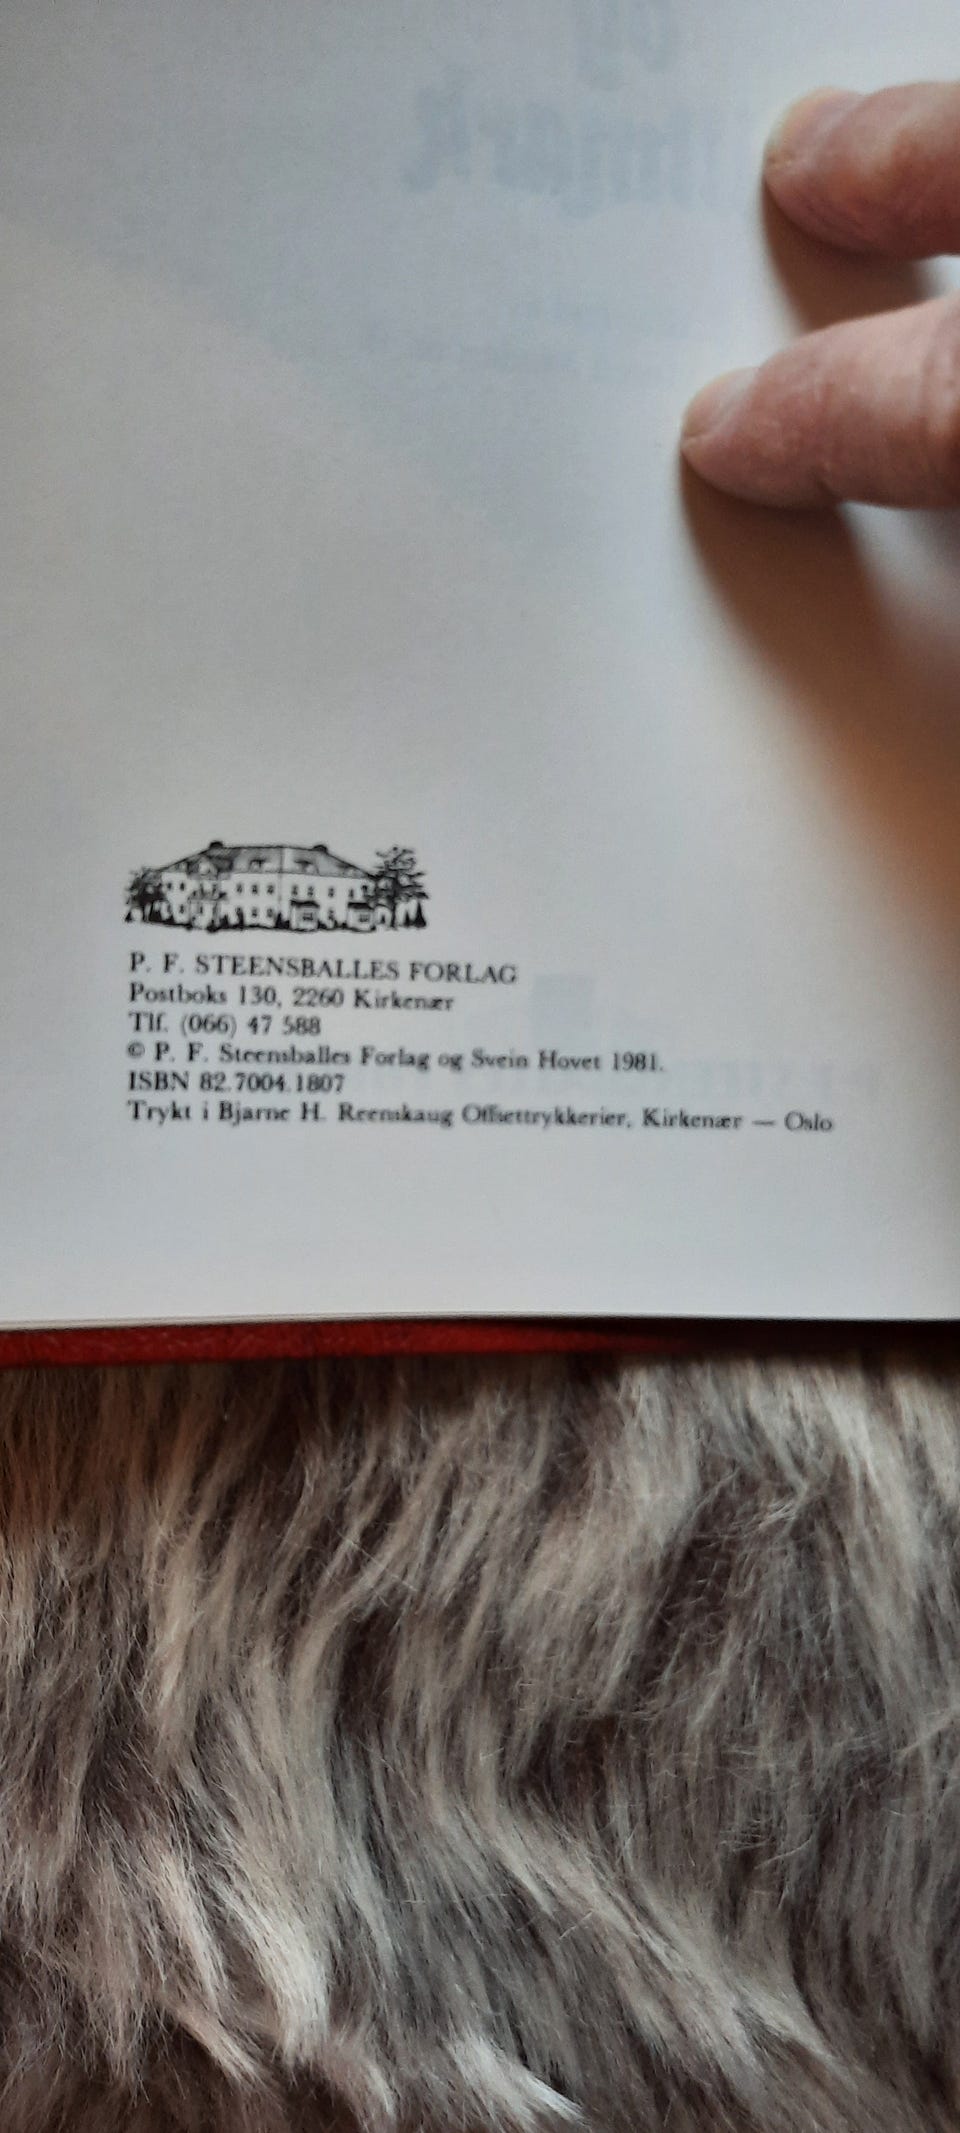 P. F. STEENSBALLES FORLAG
Postboks 130, 2260 Kirkenær
Tlf. (066) 47 588
© P. F. Steensballes Forlag og Svein Hovet 1981.
ISBN 82.7004.1807
Trykt i Bjarne H. Reenskaug Offsettrykkerier, Kirkenær — Oslo